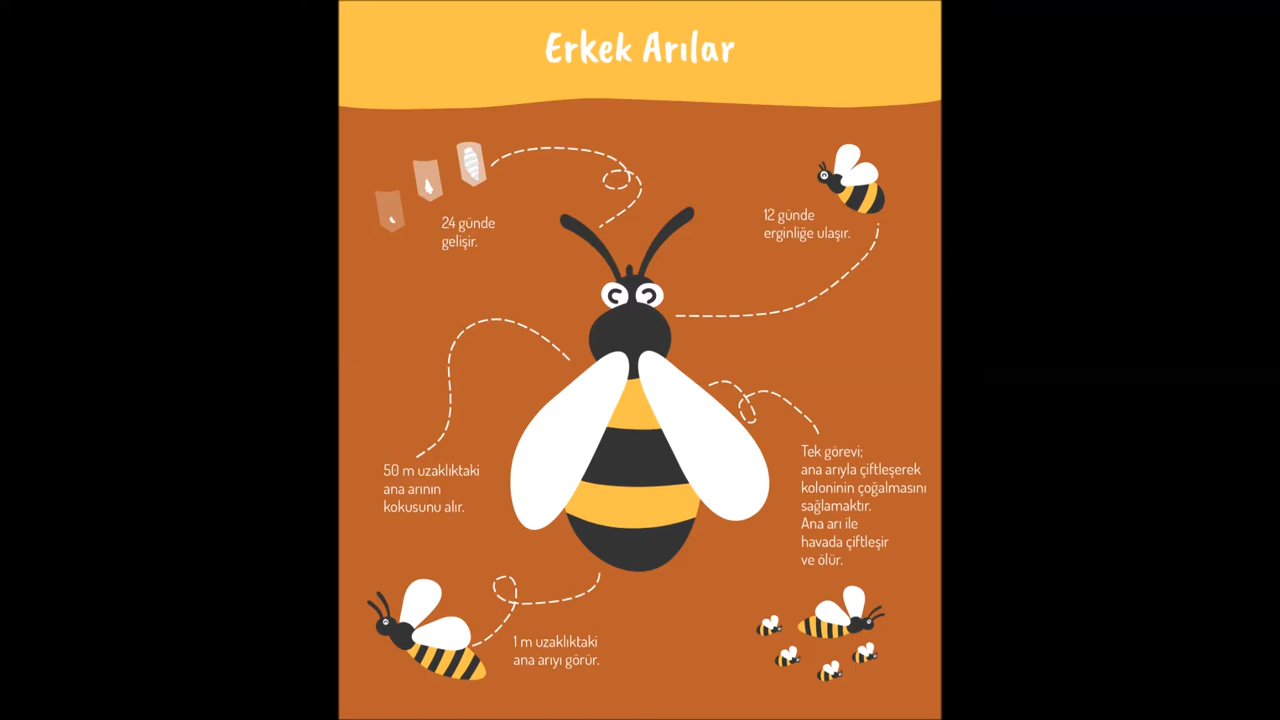 Erkek Arılar
24 günde
gelişir.
12 günde
erginliğe ulaşır.
50 m uzaklıktaki
ana arının
kokusunu alır.
Tek görevi;
ana arıyla çiftleşerek
koloninin çoğalmasını
sağlamaktır.
Ana arı ile
havada çiftleşir
ve ölür.
1 m uzaklıktaki
ana arıyı görür.